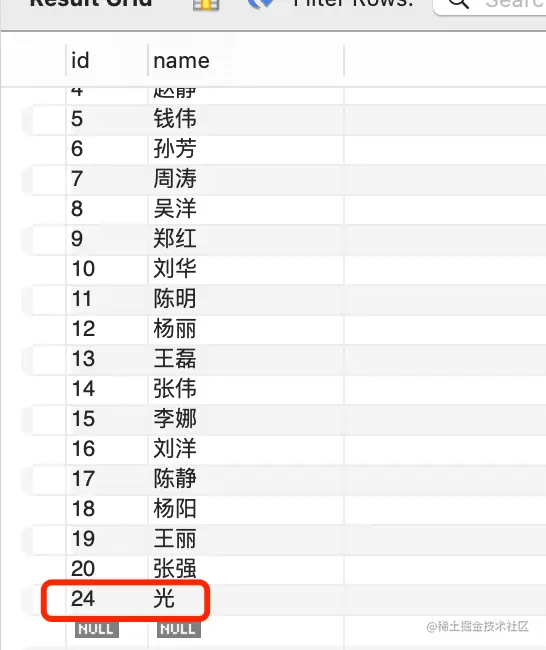 Result Grid Filter Rows: Search
id name
4 赵静
5 钱伟
6 孙芳
7 周涛
8 吴洋
9 郑红
10 刘华
11 陈明
12 杨丽
13 王磊
14 张伟
15 李娜
16 刘洋
17 陈静
18 杨阳
19 王丽
20 张强
24 光
NULL NULL
@稀土掘金技术社区